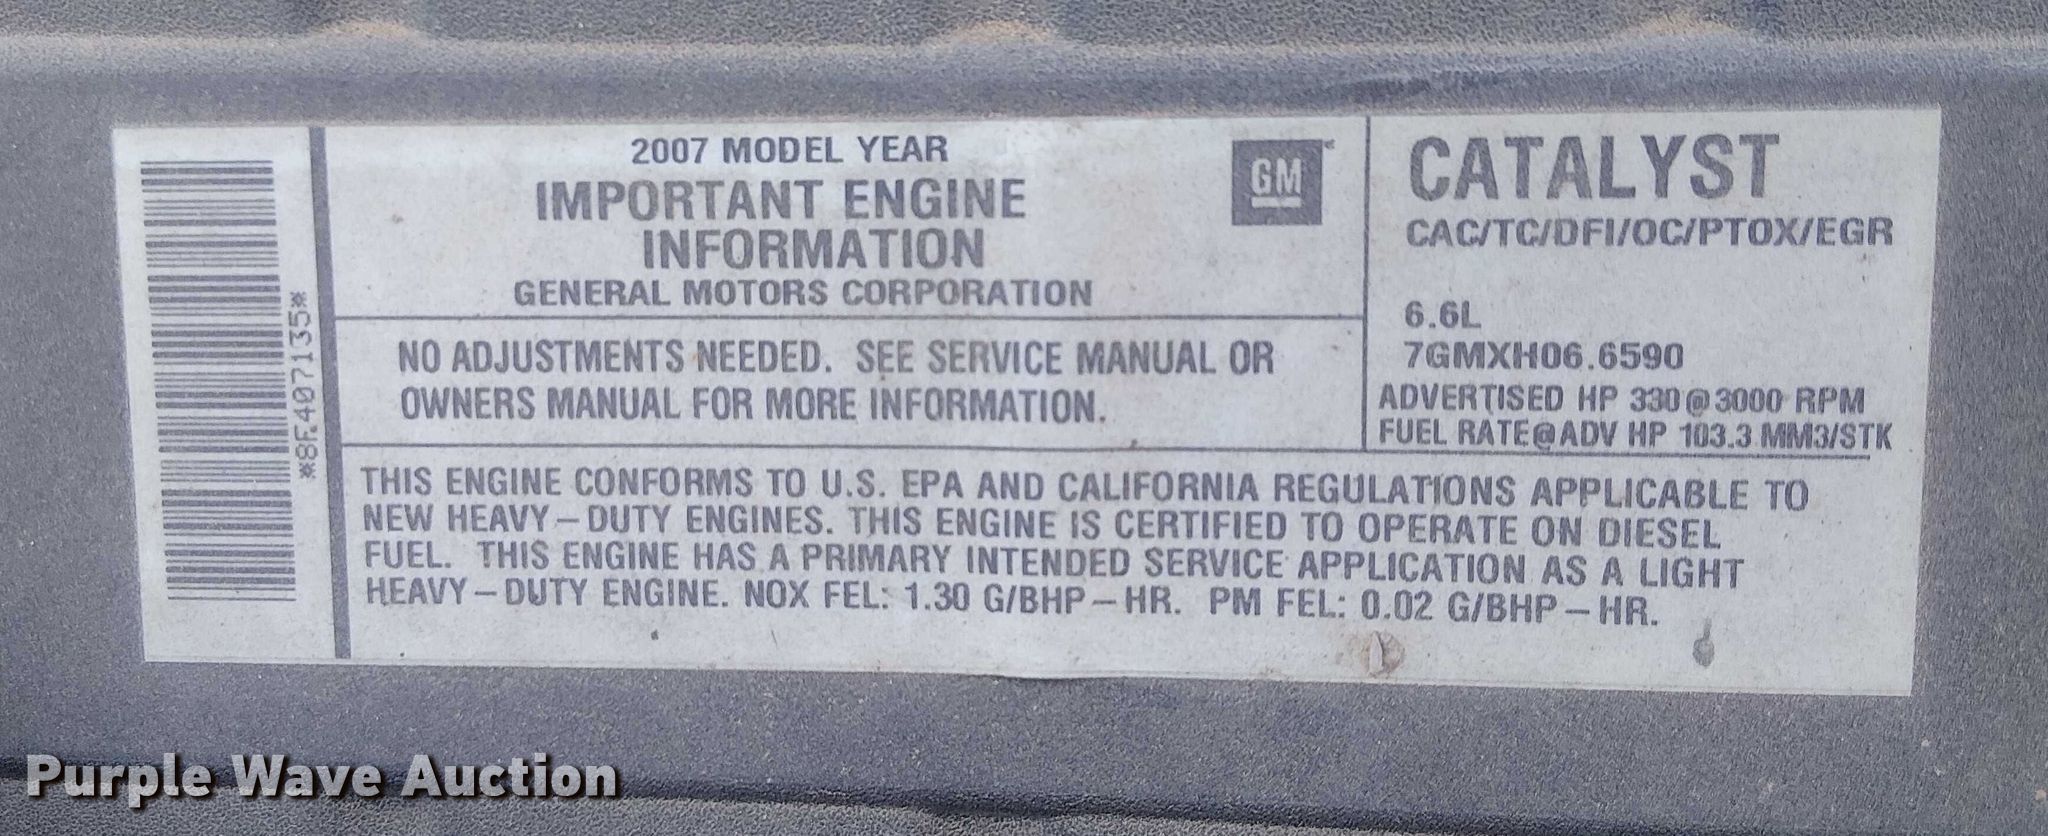 *8F407135*
2007 MODEL YEAR
IMPORTANT ENGINE
INFORMATION
GENERAL MOTORS CORPORATION
GM
NO ADJUSTMENTS NEEDED. SEE SERVICE MANUAL OR
OWNERS MANUAL FOR MORE INFORMATION.
CATALYST
CAC/TC/DFI/OC/PTOX/EGR
6.6L
7GMXH06.6590
ADVERTISED HP 330@3000 RPM
FUEL RATE@ADV HP 103.3 MM3/STK
THIS ENGINE CONFORMS TO U.S. EPA AND CALIFORNIA REGULATIONS APPLICABLE TO
NEW HEAVY-DUTY ENGINES. THIS ENGINE IS CERTIFIED TO OPERATE ON DIESEL
FUEL. THIS ENGINE HAS A PRIMARY INTENDED SERVICE APPLICATION AS A LIGHT
HEAVY-DUTY ENGINE. NOX FEL: 1.30 G/BHP-HR. PM FEL: 0.02 G/BHP-HR.
Purple Wave Auction